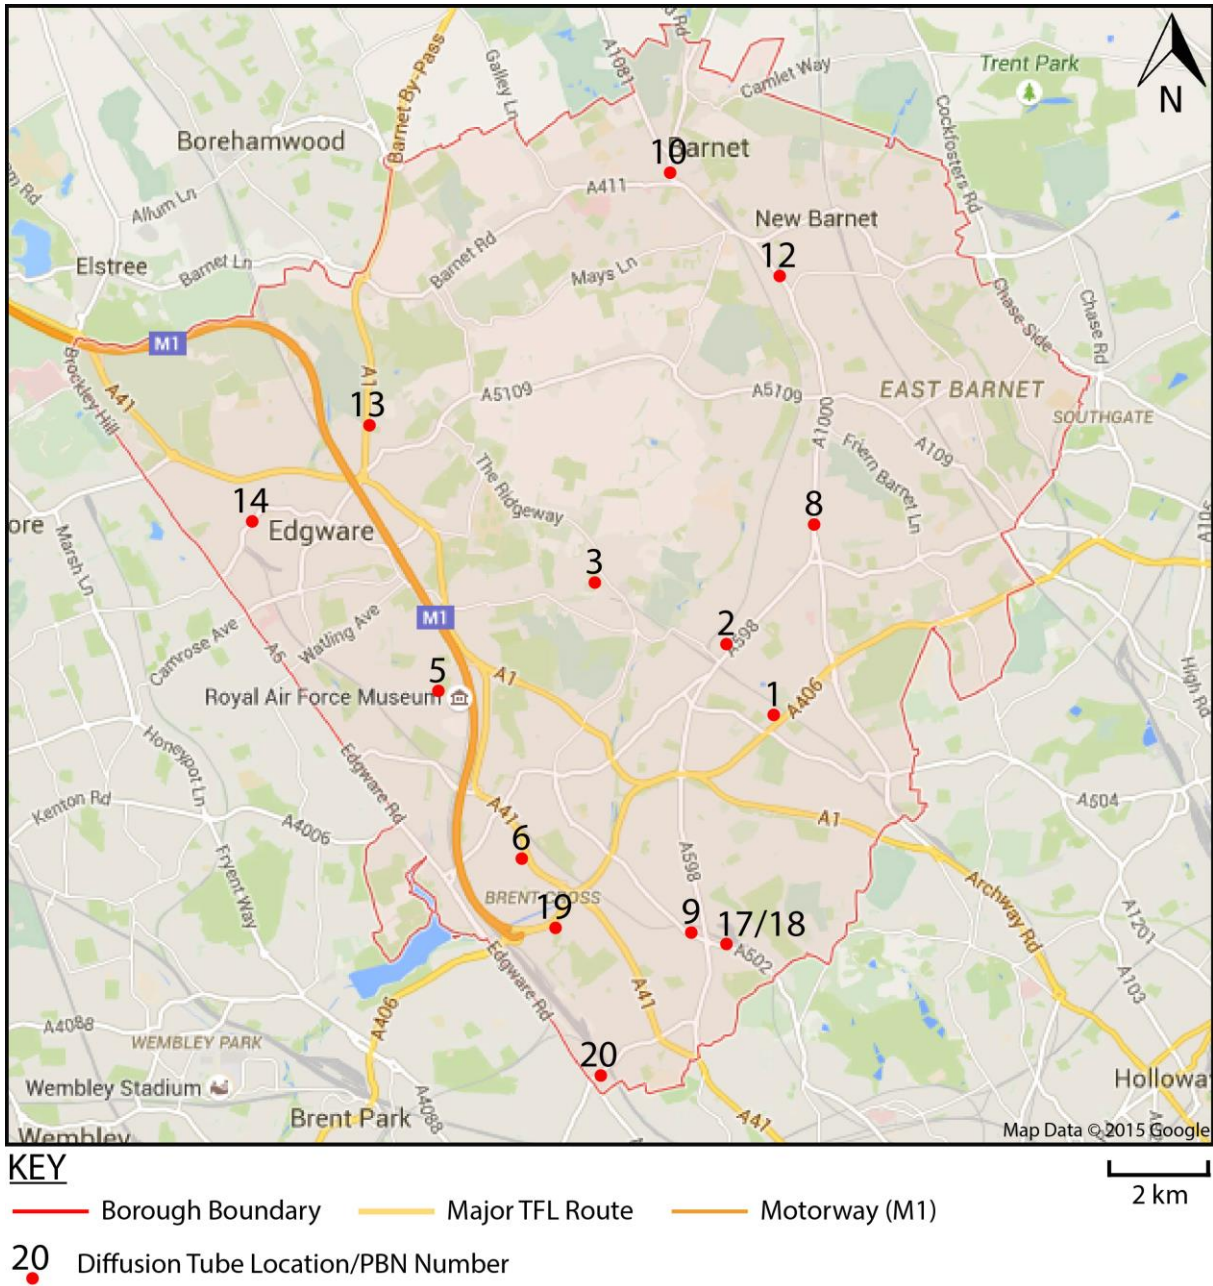 Trent Park
N
A1081
Galley Ln
Camlet Way
Barnet By-Pass
Borehamwood
Cockfosters Rd
10
Barnet
A411
Allum Ln
New Barnet
Elstree
Barnet Ln
Barnet Rd
Mays Ln
12
Chase Side
Chase Rd
M1
Brockley Hill
A41
A1
13
A5109
A5109
EAST BARNET
SOUTHGATE
A1000
A109
Friern Barnet Ln
The Ridgeway
14
Edgware
8
ore
Marsh Ln
3
M1
2
A598
Camrose Ave
Watling Ave
A5
High Rd
5
Royal Air Force Museum
A1
1
A406
Honeypot Ln
Edgware Rd
Kenton Rd
A4006
A41
A504
A1
6
Fryent Way
A598
BRENT CROSS
Archway Rd
19
9
17/18
A502
A1201
Edgware Rd
A41
A103
A406
A4088
WEMBLEY PARK
20
Wembley Stadium
Hollowa
Brent Park
A4088
A41
Wembley
Map Data © 2015 Google
KEY
2 km
Borough Boundary
Major TFL Route
Motorway (M1)
20
Diffusion Tube Location/PBN Number